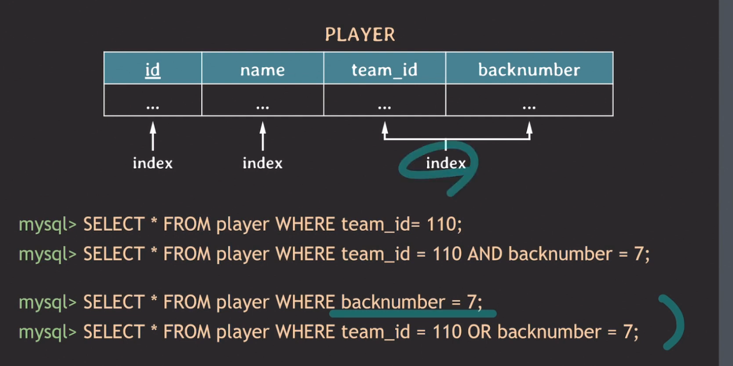 PLAYER
id name team_id backnumber
... ... ... ...
index index index
mysql> SELECT * FROM player WHERE team_id= 110;
mysql> SELECT * FROM player WHERE team_id = 110 AND backnumber = 7;
mysql> SELECT * FROM player WHERE backnumber = 7;
mysql> SELECT * FROM player WHERE team_id = 110 OR backnumber = 7;